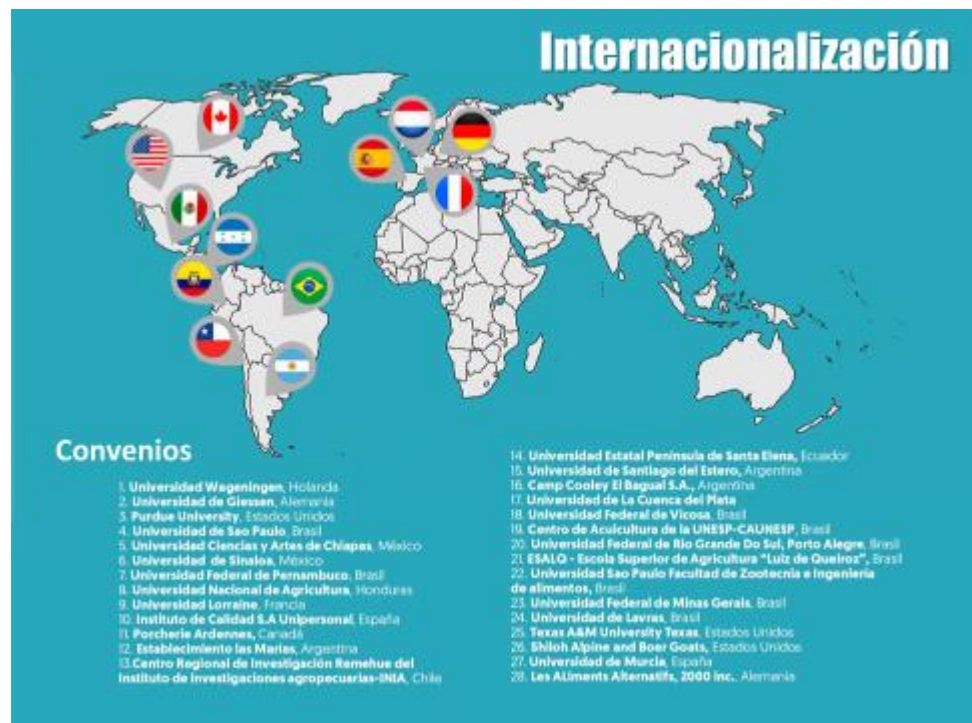 Internacionalización
Convenios
1. Universidad Wageningen, Holanda
2. Universidad de Giessen, Alemania
3. Purdue University, Estados Unidos
4. Universidad de Sao Paulo, Brasil
5. Universidad Ciencias y Artes de Chiapas, México
6. Universidad de Sinaloa, México
7. Universidad Federal de Pernambuco, Brasil
8. Universidad Nacional de Agricultura, Honduras
9. Universidad Lorraine, Francia
10. Instituto de Calidad S.A Unipersonal, España
11. Porcherie Ardennes, Canadá
12. Establecimiento las Marías, Argentina
13.Centro Regional de Investigación Remehue del
Instituto de Investigaciones agropecuarias-INIA, Chile
14. Universidad Estatal Península de Santa Elena, Ecuador
15. Universidad de Santiago del Estero, Argentina
16. Camp Cooley El Bagual S.A., Argentina
17. Universidad de La Cuenca del Plata
18. Universidad Federal de Vicosa, Brasil
19. Centro de Acuicultura de la UNESP-CAUNESP, Brasil
20. Universidad Federal de Rio Grande Do Sul, Porto Alegre, Brasil
21. ESALQ - Escola Superior de Agricultura "Luiz de Queiroz", Brasil
22. Universidad Sao Paulo Facultad de Zootecnia e Ingeniería
de alimentos, Brasil
23. Universidad Federal de Minas Gerais, Brasil
24. Universidad de Lavras, Brasil
25. Texas A&M University Texas, Estados Unidos
26. Shiloh Alpine and Boer Goats, Estados Unidos
27. Universidad de Murcia, España
28. Les ALiments Alternatifs, 2000 inc., Alemania